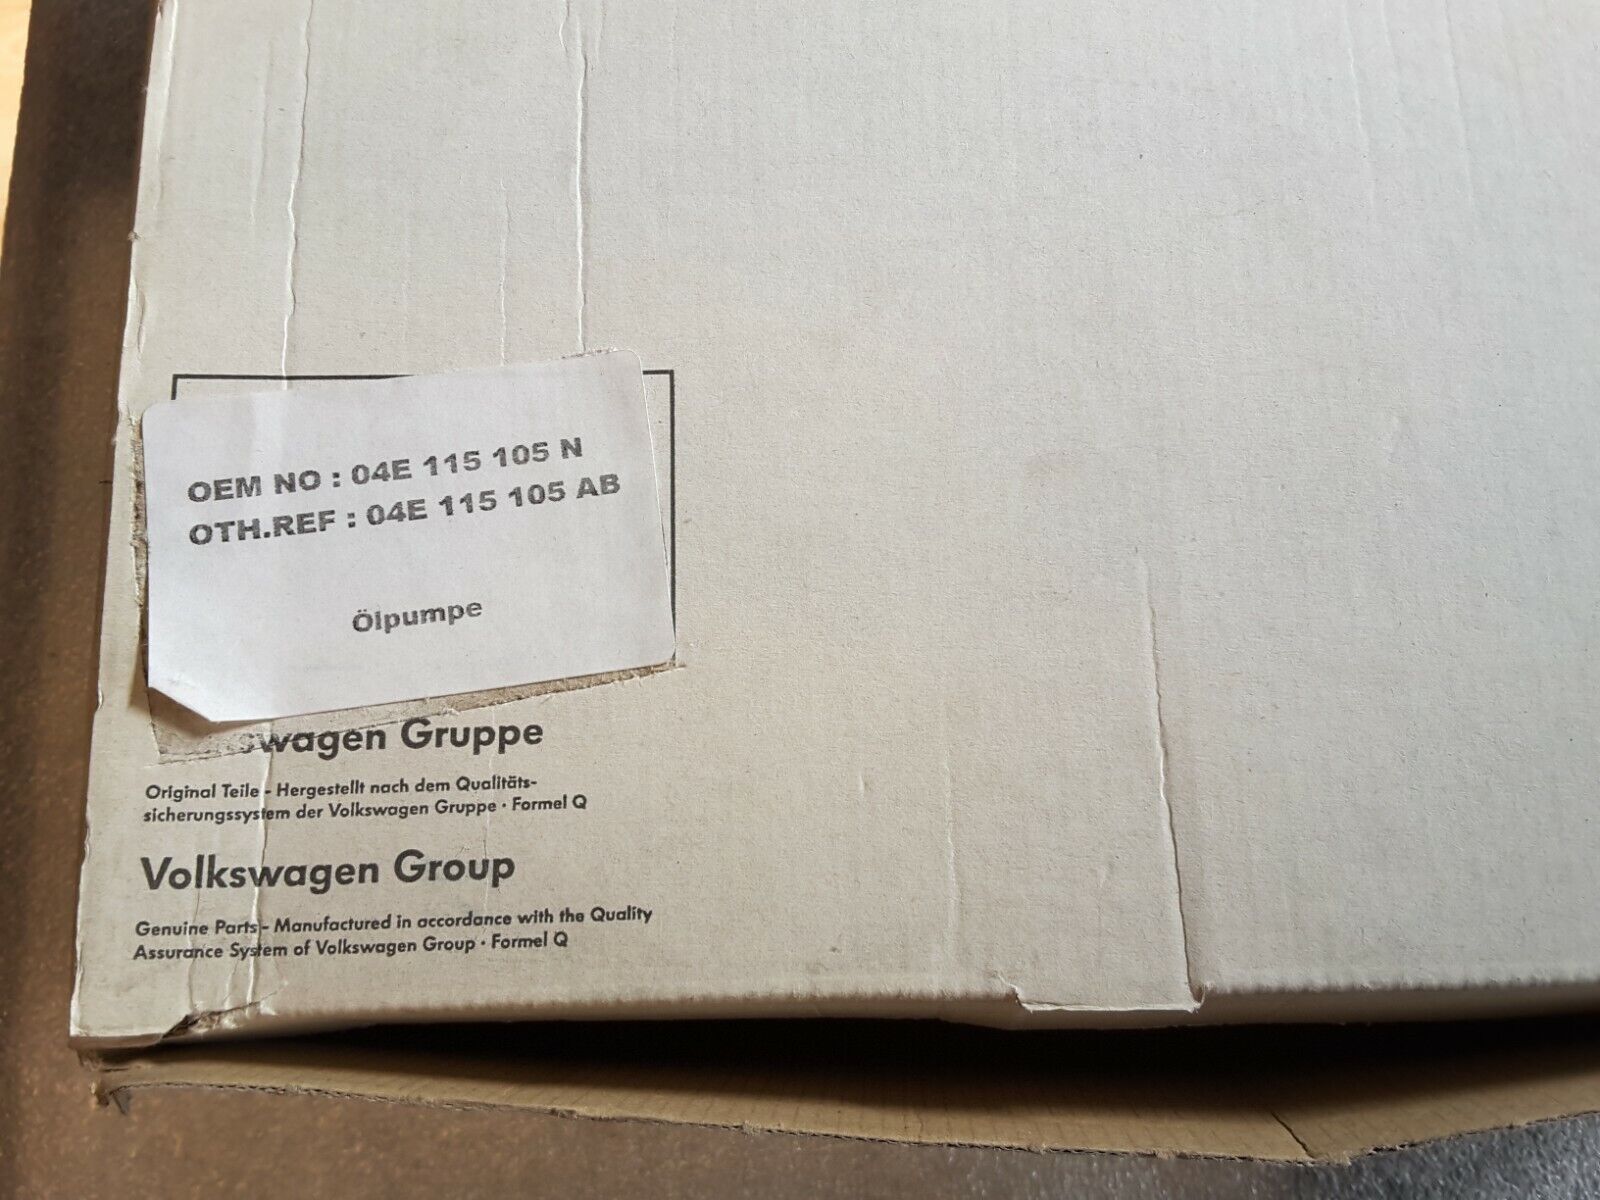 OEM NO : 04E 115 105 N
OTH.REF : 04E 115 105 AB
Ölpumpe
Gruppe
Original Teile - Hergestellt nach dem Qualitäts-
sicherungssystem der Volkswagen Gruppe · Formel Q
Volkswagen Group
Genuine Parts - Manufactured in accordance with the Quality
Assurance System of Volkswagen Group · Formel Q